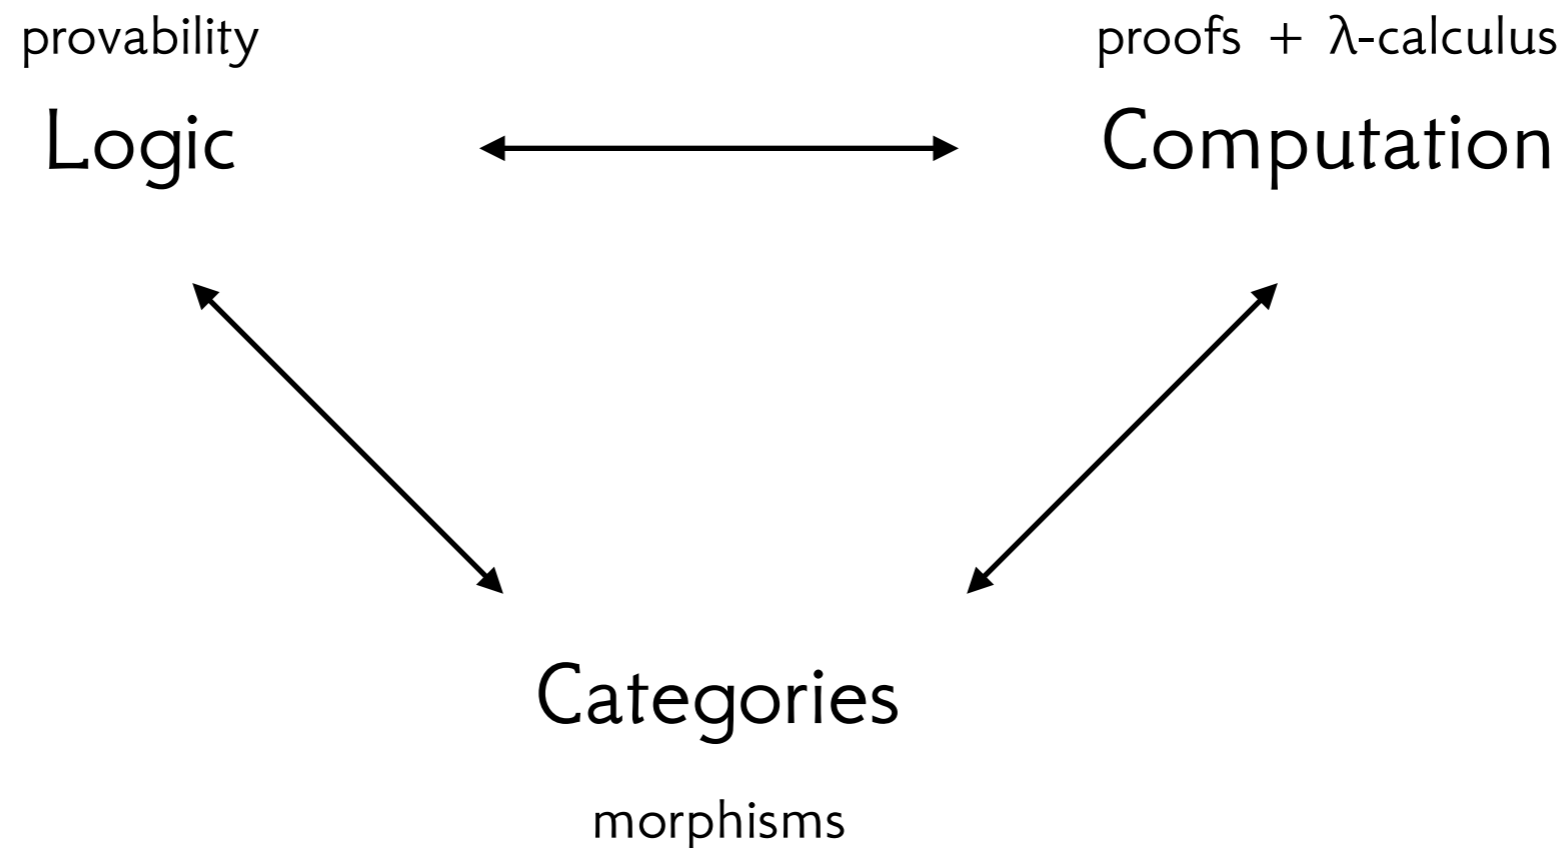 provability
proofs + λ-calculus
Logic
Computation
Categories
morphisms